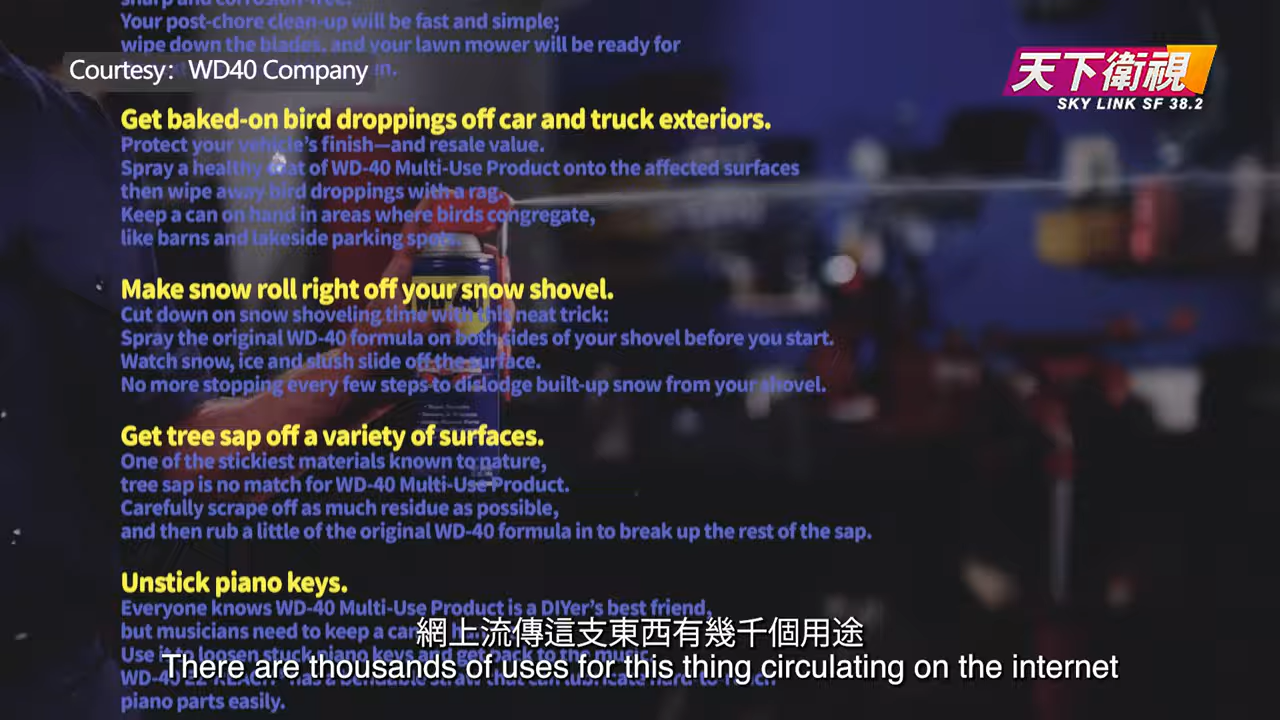 sharp and corrosion-free.
Your post-chore clean-up will be fast and simple;
wipe down the blades, and your lawn mower will be ready for
Courtesy: WD40 Company
天下衛視
SKY LINK SF 38.2
Get baked-on bird droppings off car and truck exteriors.
Protect your vehicle's finish—and resale value.
Spray a healthy coat of WD-40 Multi-Use Product onto the affected surfaces
then wipe away bird droppings with a rag.
Keep a can on hand in areas where birds congregate,
like barns and lakeside parking spots.
Make snow roll right off your snow shovel.
Cut down on snow shoveling time with this neat trick:
Spray the original WD-40 formula on both sides of your shovel before you start.
Watch snow, ice and slush slide off the surface.
No more stopping every few steps to dislodge built-up snow from your shovel.
Get tree sap off a variety of surfaces.
One of the stickiest materials known to nature,
tree sap is no match for WD-40 Multi-Use Product.
Carefully scrape off as much residue as possible,
and then rub a little of the original WD-40 formula in to break up the rest of the sap.
Unstick piano keys.
Everyone knows WD-40 Multi-Use Product is a DIYer's best friend,
but musicians need to keep a can
網上流傳這支東西有幾千個用途
Use it to loosen stuck piano keys and get back to the music.
There are thousands of uses for this thing circulating on the internet
piano parts easily.